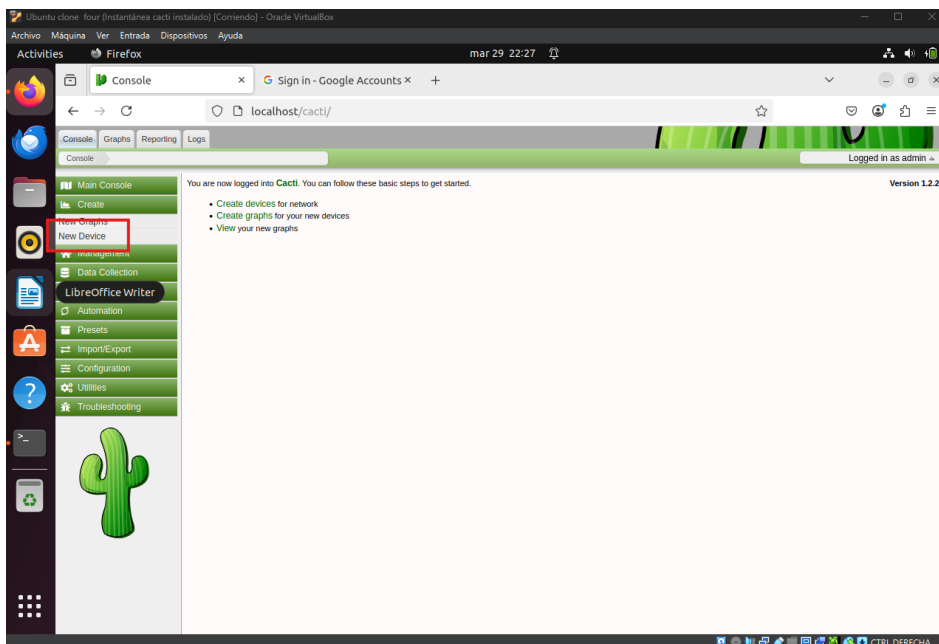 Ubuntu clone four (Instantánea cacti instalado) [Corriendo] - Oracle VirtualBox
Archivo Máquina Ver Entrada Dispositivos Ayuda
Activities Firefox mar 29 22:27
Console × G Sign in - Google Accounts × +
localhost/cacti/
Console Graphs Reporting Logs
Console Logged in as admin
Main Console You are now logged into Cacti. You can follow these basic steps to get started. Version 1.2.2
Create • Create devices for network
New Graphs • Create graphs for your new devices
New Device • View your new graphs
Management
Data Collection
LibreOffice Writer
Automation
Presets
Import/Export
Configuration
Utilities
Troubleshooting
CTRL DERECHA